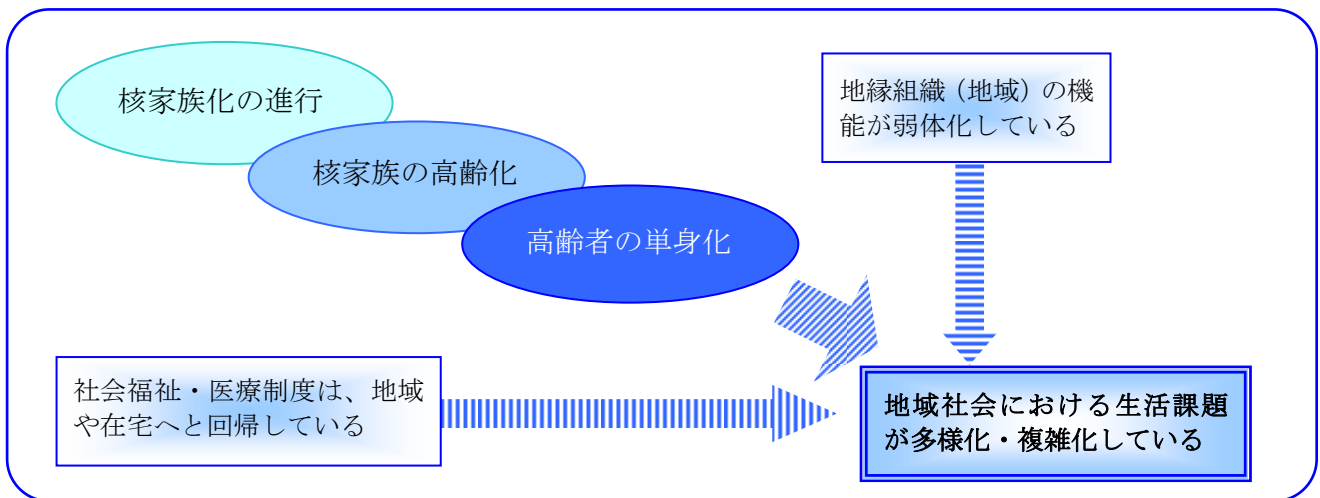 核家族化の進行
核家族の高齢化
高齢者の単身化
地縁組織（地域）の機
能が弱体化している
社会福祉・医療制度は、地域
や在宅へと回帰している
地域社会における生活課題
が多様化・複雑化している